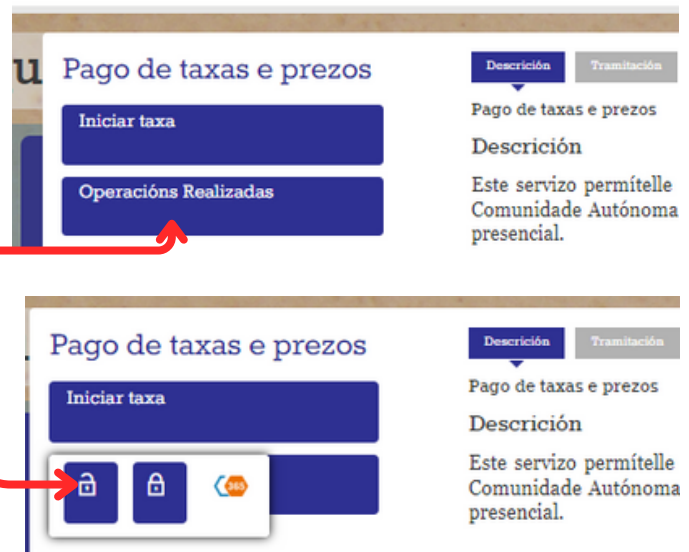 u
Pago de taxas e prezos
Iniciar taxa
Operacións Realizadas
Descrición
Tramitación
Pago de taxas e prezos
Descrición
Este servizo permítelle
Comunidade Autónoma
presencial.
Pago de taxas e prezos
Iniciar taxa
365
Descrición
Tramitación
Pago de taxas e prezos
Descrición
Este servizo permítelle
Comunidade Autónoma
presencial.